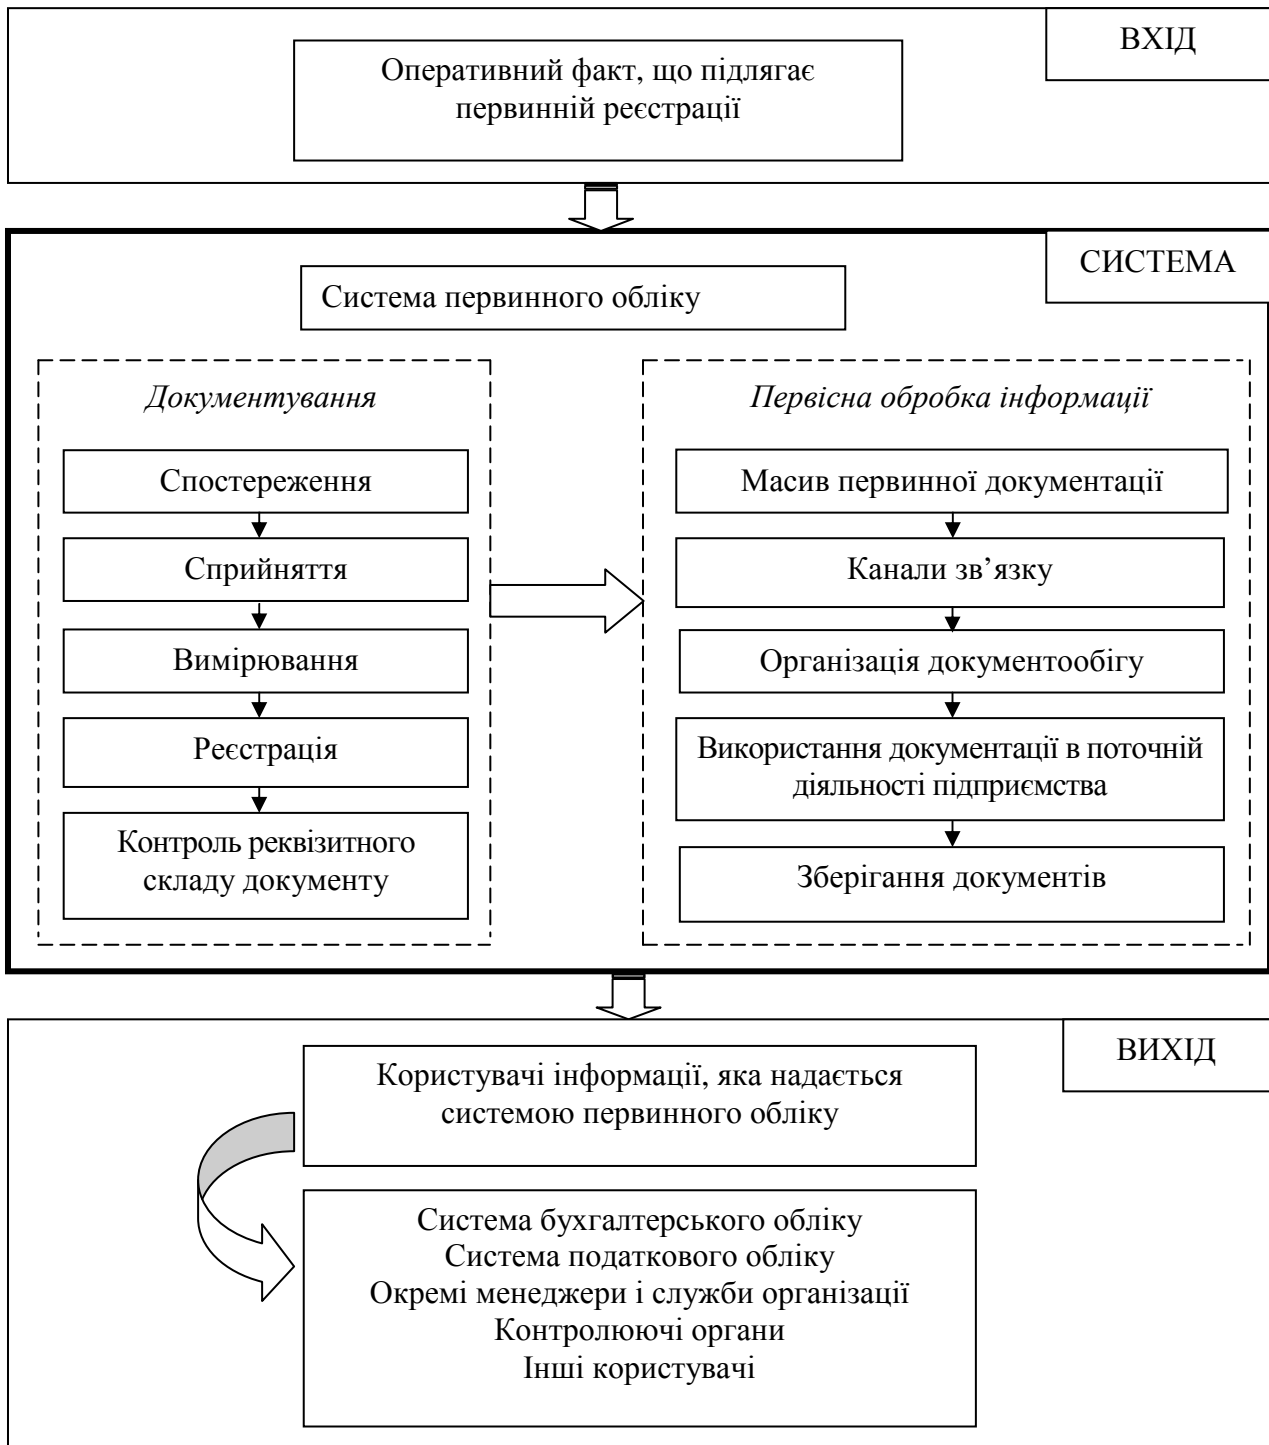 ВХІД
Оперативний факт, що підлягає
первинній реєстрації
СИСТЕМА
Система первинного обліку
Документування
Спостереження
Сприйняття
Вимірювання
Реєстрація
Контроль реквізитного
складу документу
Первісна обробка інформації
Масив первинної документації
Канали зв’язку
Організація документообігу
Використання документації в поточній
діяльності підприємства
Зберігання документів
ВИХІД
Користувачі інформації, яка надається
системою первинного обліку
Система бухгалтерського обліку
Система податкового обліку
Окремі менеджери і служби організації
Контролюючі органи
Інші користувачі